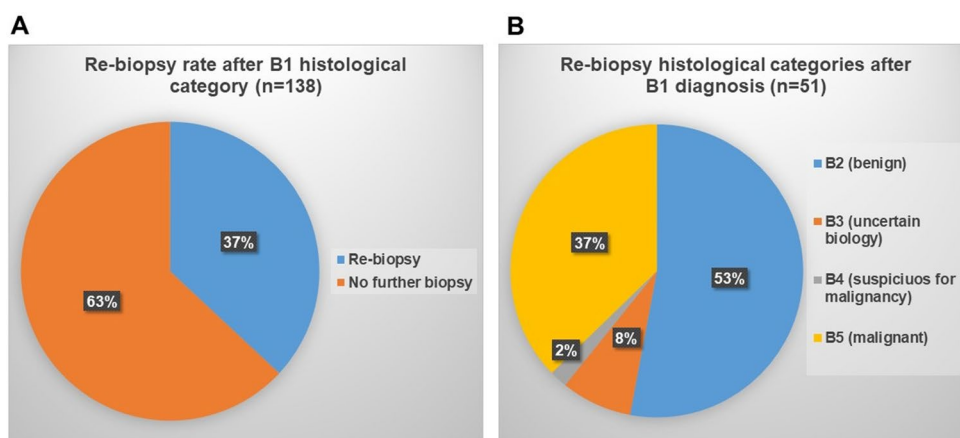 A
Re-biopsy rate after B1 histological
category (n=138)
37%
63%
Re-biopsy
No further biopsy
B
Re-biopsy histological categories after
B1 diagnosis (n=51)
37%
53%
8%
2%
B2 (benign)
B3 (uncertain
biology)
B4 (suspiciuos for
malignancy)
B5 (malignant)